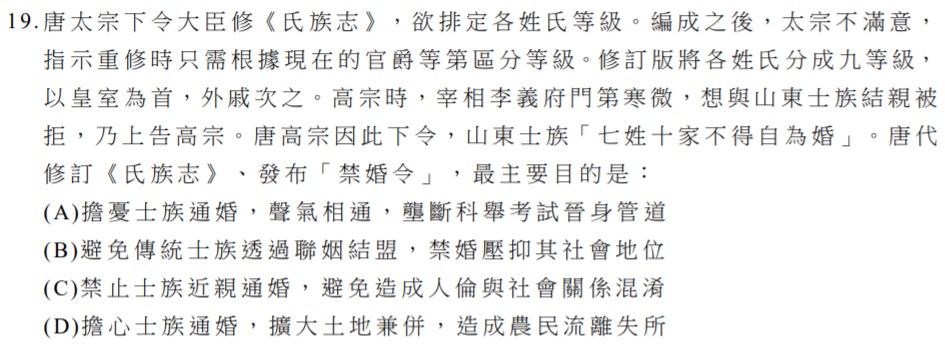 19.唐太宗下令大臣修《氏族志》，欲排定各姓氏等級。編成之後，太宗不滿意，
指示重修時只需根據現在的官爵等第區分等級。修訂版將各姓氏分成九等級，
以皇室為首，外戚次之。高宗時，宰相李義府門第寒微，想與山東士族結親被
拒，乃上告高宗。唐高宗因此下令，山東士族「七姓十家不得自為婚」。唐代
修訂《氏族志》、發布「禁婚令」，最主要目的是：
(A)擔憂士族通婚，聲氣相通，壟斷科舉考試晉身管道
(B)避免傳統士族透過聯姻結盟，禁婚壓抑其社會地位
(C)禁止士族近親通婚，避免造成人倫與社會關係混淆
(D)擔心士族通婚，擴大土地兼併，造成農民流離失所